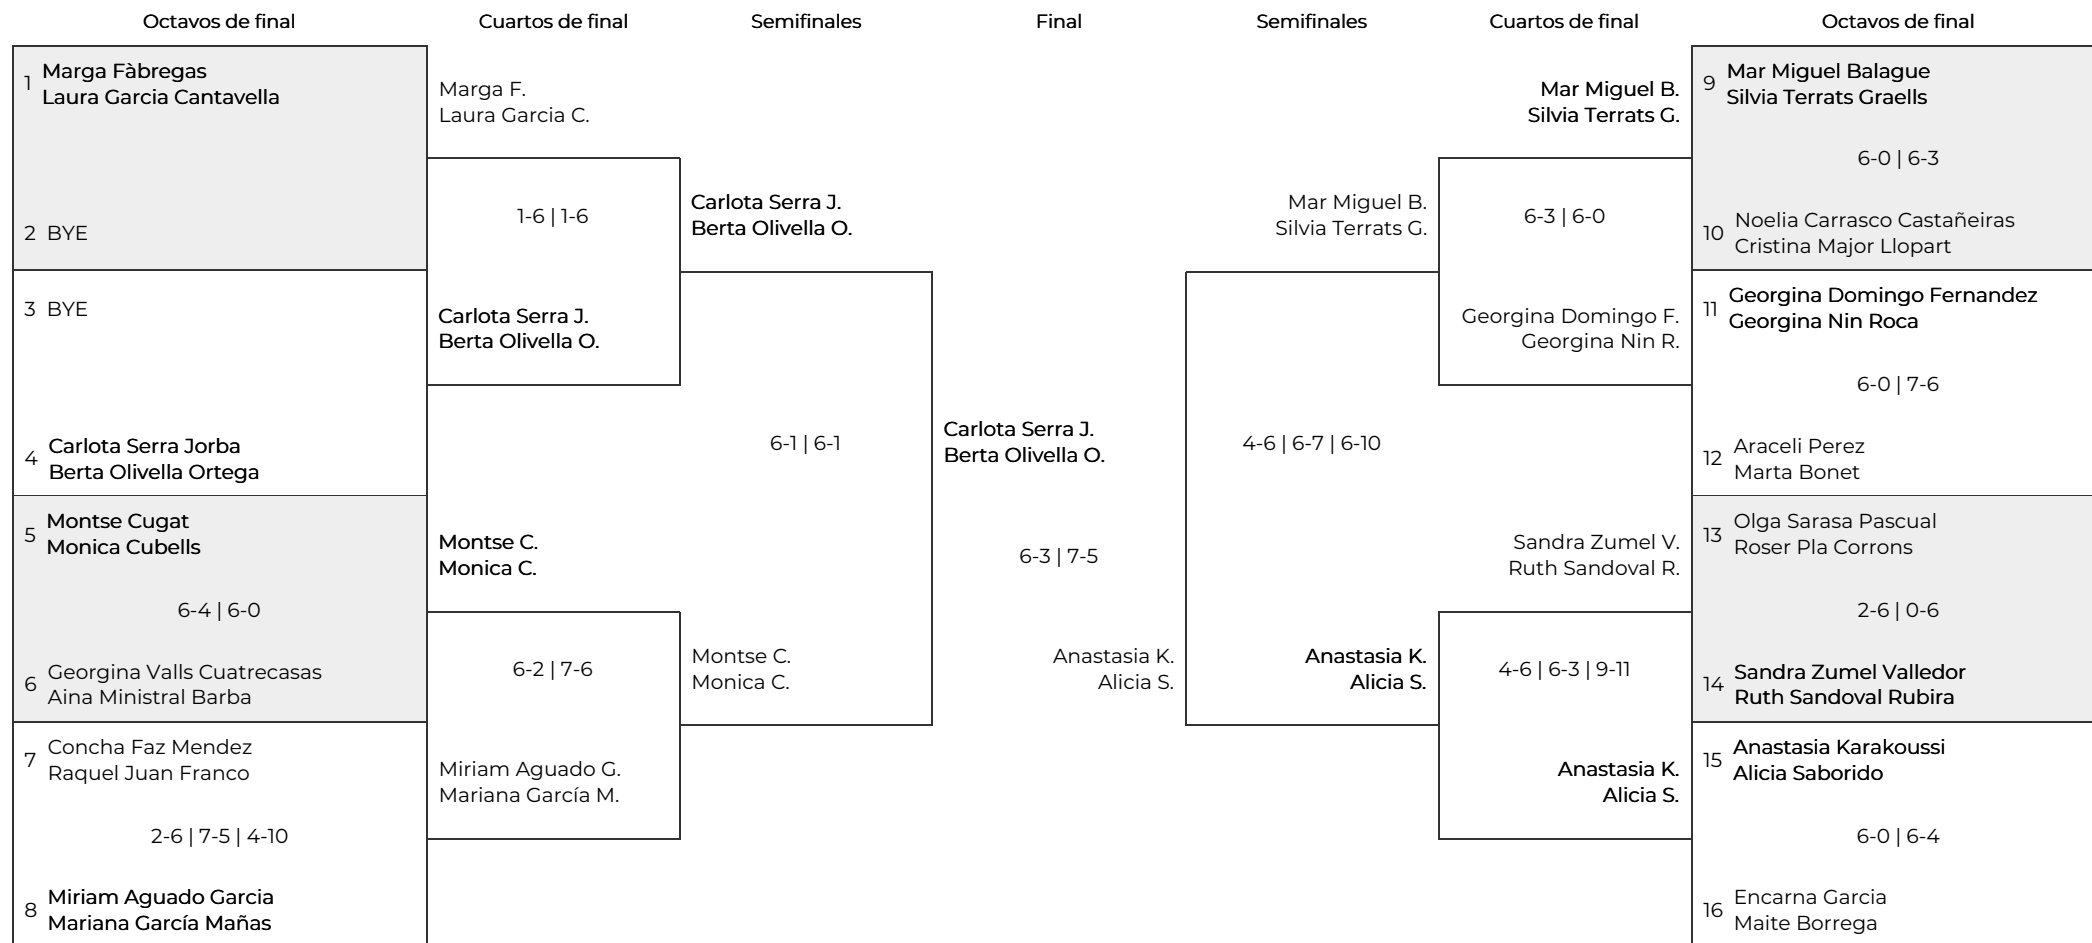 Octavos de final
Cuartos de final
Semifinales
Final
Semifinales
Cuartos de final
Octavos de final
1
Marga Fàbregas
Laura Garcia Cantavella
2 BYE
3 BYE
4
Carlota Serra Jorba
Berta Olivella Ortega
5
Montse Cugat
Monica Cubells
6-4 | 6-0
6
Georgina Valls Cuatrecasas
Aina Ministral Barba
7
Concha Faz Mendez
Raquel Juan Franco
2-6 | 7-5 | 4-10
8
Miriam Aguado Garcia
Mariana García Mañas
Marga F.
Laura Garcia C.
1-6 | 1-6
Carlota Serra J.
Berta Olivella O.
Montse C.
Monica C.
6-2 | 7-6
Miriam Aguado G.
Mariana García M.
Carlota Serra J.
Berta Olivella O.
6-1 | 6-1
Montse C.
Monica C.
Carlota Serra J.
Berta Olivella O.
6-3 | 7-5
Anastasia K.
Alicia S.
Mar Miguel B.
Silvia Terrats G.
4-6 | 6-7 | 6-10
Anastasia K.
Alicia S.
Mar Miguel B.
Silvia Terrats G.
6-3 | 6-0
Georgina Domingo F.
Georgina Nin R.
Sandra Zumel V.
Ruth Sandoval R.
4-6 | 6-3 | 9-11
Anastasia K.
Alicia S.
9
Mar Miguel Balague
Silvia Terrats Graells
6-0 | 6-3
10
Noelia Carrasco Castañeiras
Cristina Major Llopart
11
Georgina Domingo Fernandez
Georgina Nin Roca
6-0 | 7-6
12
Araceli Perez
Marta Bonet
13
Olga Sarasa Pascual
Roser Pla Corrons
2-6 | 0-6
14
Sandra Zumel Valledor
Ruth Sandoval Rubira
15
Anastasia Karakoussi
Alicia Saborido
6-0 | 6-4
16
Encarna Garcia
Maite Borrega